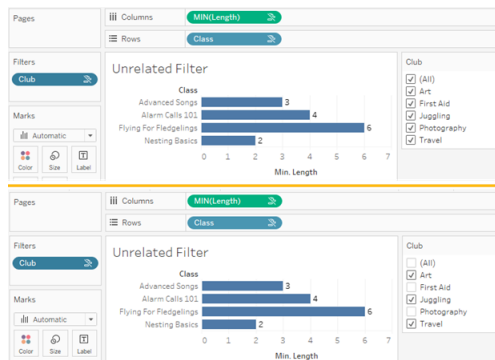 Pages
iii Columns
MIN(Length)
Rows
Class
Filters
Club
Marks
Automatic
Color
Size
Label
Unrelated Filter
Class
Advanced Songs 3
Alarm Calls 101 4
Flying For Fledgelings 6
Nesting Basics 2
0 1 2 3 4 5 6 7
Min. Length
Club
(All)
Art
First Aid
Juggling
Photography
Travel
Pages
iii Columns
MIN(Length)
Rows
Class
Filters
Club
Marks
Automatic
Color
Size
Label
Unrelated Filter
Class
Advanced Songs 3
Alarm Calls 101 4
Flying For Fledgelings 6
Nesting Basics 2
0 1 2 3 4 5 6 7
Min. Length
Club
(All)
Art
First Aid
Juggling
Photography
Travel